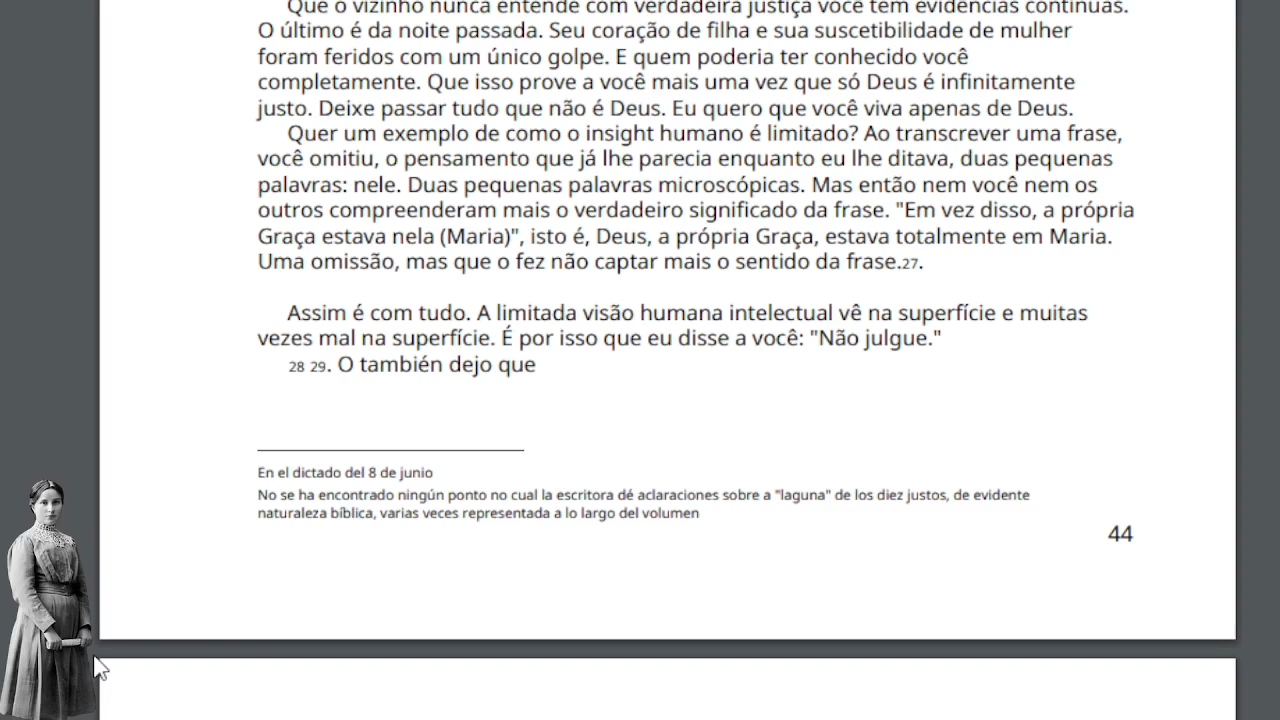 Que o vizinho nunca entende com verdadeira justiça você tem evidências contínuas.
O último é da noite passada. Seu coração de filha e sua suscetibilidade de mulher
foram feridos com um único golpe. E quem poderia ter conhecido você
completamente. Que isso prove a você mais uma vez que só Deus é infinitamente
justo. Deixe passar tudo que não é Deus. Eu quero que você viva apenas de Deus.
Quer um exemplo de como o insight humano é limitado? Ao transcrever uma frase,
você omitiu, o pensamento que já lhe parecia enquanto eu lhe ditava, duas pequenas
palavras: nele. Duas pequenas palavras microscópicas. Mas então nem você nem os
outros compreenderam mais o verdadeiro significado da frase. "Em vez disso, a própria
Graça estava nela (Maria)", isto é, Deus, a própria Graça, estava totalmente em Maria.
Uma omissão, mas que o fez não captar mais o sentido da frase.27.
Assim é com tudo. A limitada visão humana intelectual vê na superfície e muitas
vezes mal na superfície. É por isso que eu disse a você: "Não julgue."
28 29. O también dejo que
En el dictado del 8 de junio
No se ha encontrado ningún ponto no cual la escritora dé aclaraciones sobre a "laguna" de los diez justos, de evidente
naturaleza bíblica, varias veces representada a lo largo del volumen
44